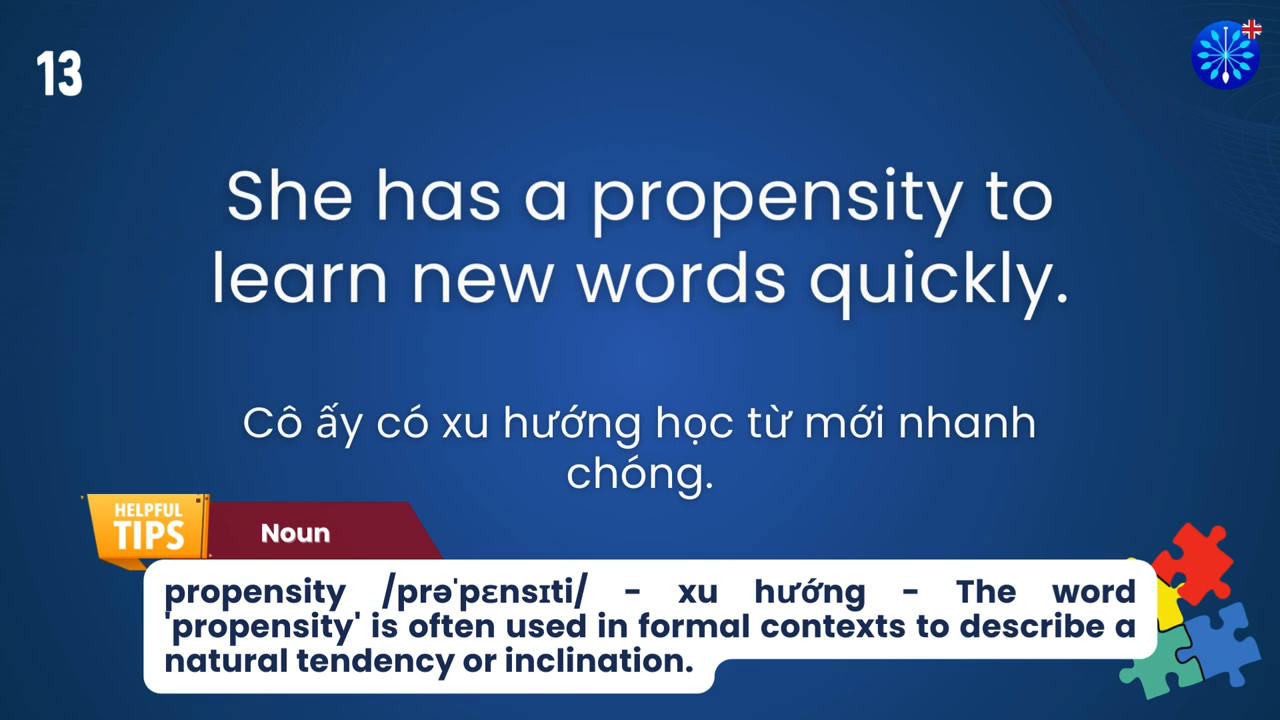 13
She has a propensity to
learn new words quickly.
Cô ấy có xu hướng học từ mới nhanh
chóng.
HELPFUL
TIPS
Noun
propensity /prəˈpɛnsɪti/ - xu hướng - The word
'propensity' is often used in formal contexts to describe a
natural tendency or inclination.